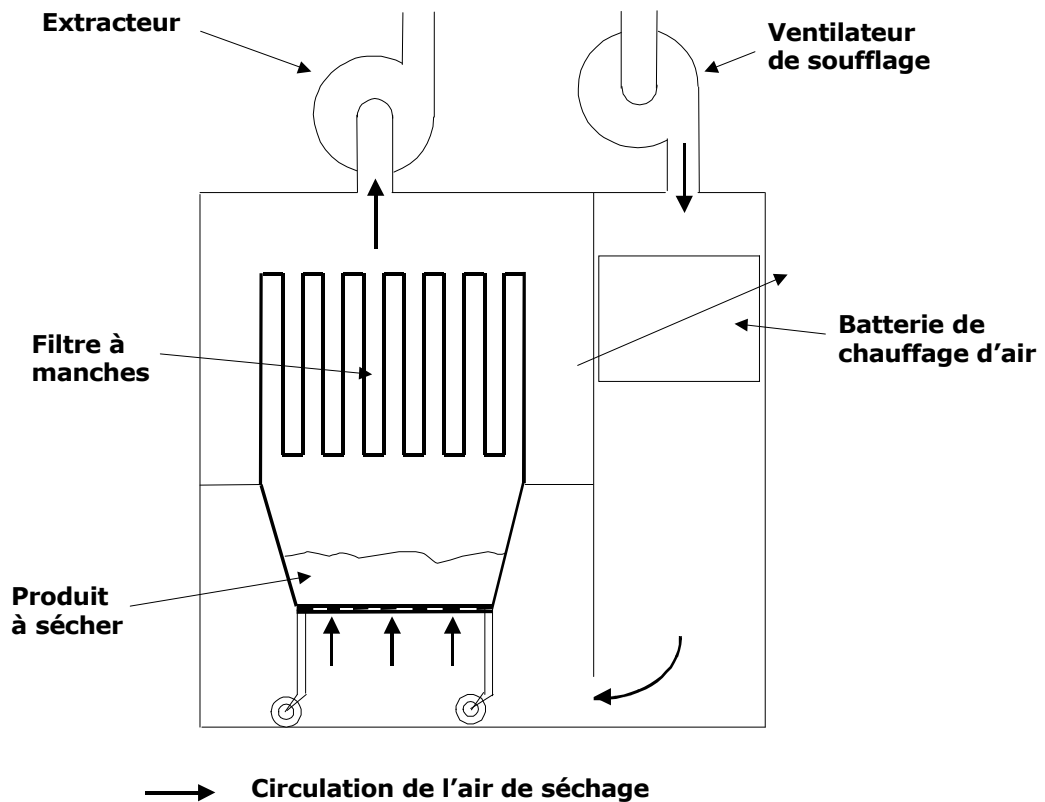 Extracteur
Ventilateur
de soufflage
Filtre à
manches
Batterie de
chauffage d’air
Produit
à sécher
Circulation de l’air de séchage